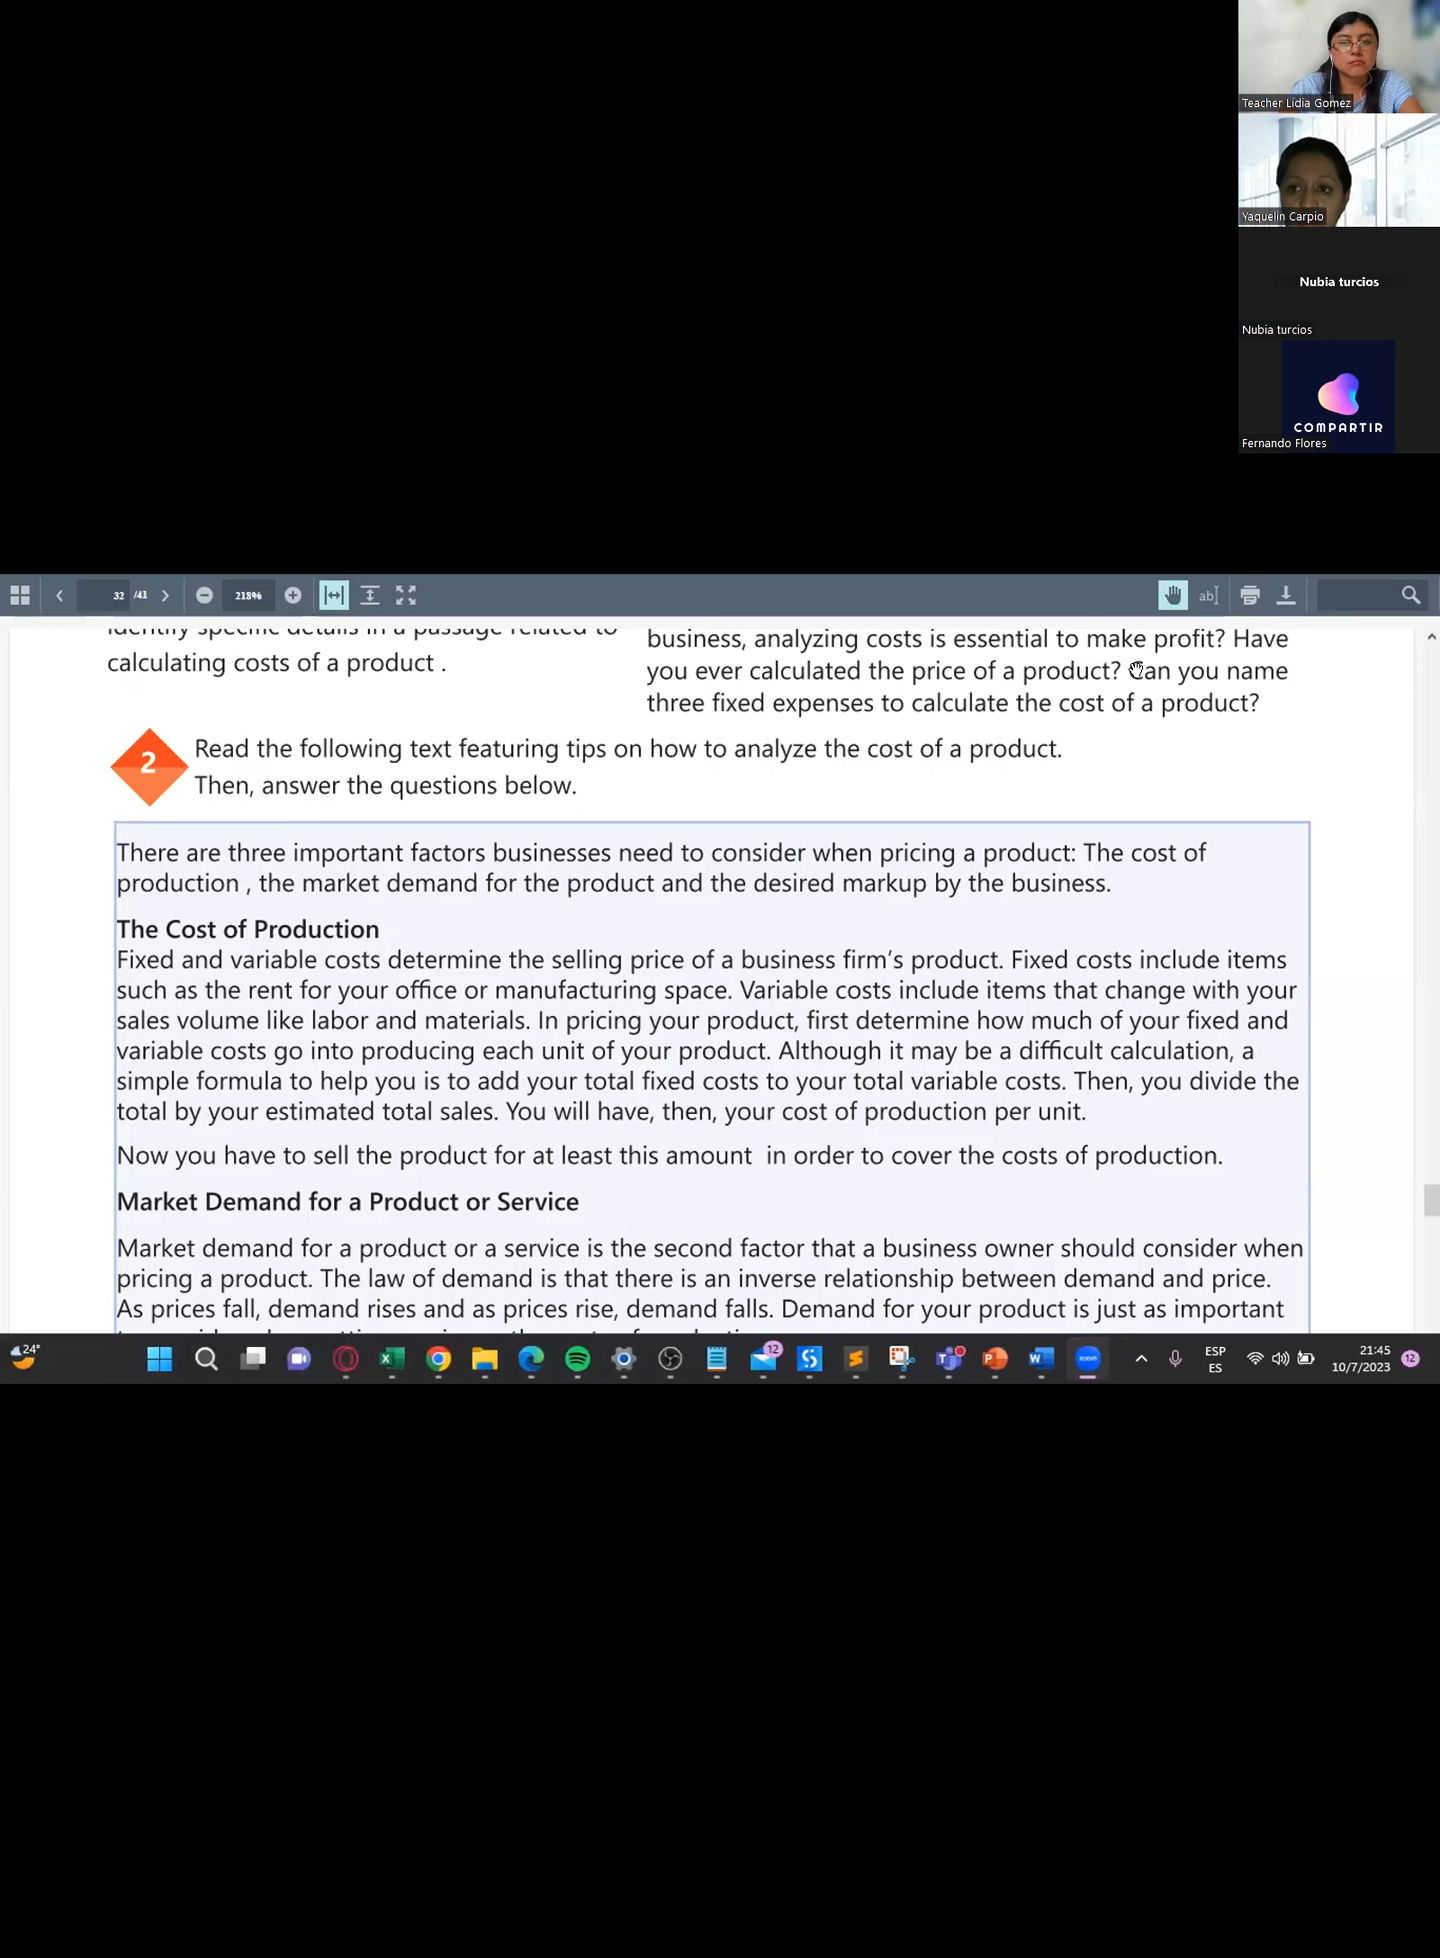 Teacher Lidia Gomez
Yaquelin Carpio
Nubia turcios
Nubia turcios
COMPARTIR
Fernando Flores
32 /41
218%
ab
identify specific details in a passage related to
calculating costs of a product .
business, analyzing costs is essential to make profit? Have
you ever calculated the price of a product? Can you name
three fixed expenses to calculate the cost of a product?
2
Read the following text featuring tips on how to analyze the cost of a product.
Then, answer the questions below.
There are three important factors businesses need to consider when pricing a product: The cost of
production , the market demand for the product and the desired markup by the business.
The Cost of Production
Fixed and variable costs determine the selling price of a business firm's product. Fixed costs include items
such as the rent for your office or manufacturing space. Variable costs include items that change with your
sales volume like labor and materials. In pricing your product, first determine how much of your fixed and
variable costs go into producing each unit of your product. Although it may be a difficult calculation, a
simple formula to help you is to add your total fixed costs to your total variable costs. Then, you divide the
total by your estimated total sales. You will have, then, your cost of production per unit.
Now you have to sell the product for at least this amount in order to cover the costs of production.
Market Demand for a Product or Service
Market demand for a product or a service is the second factor that a business owner should consider when
pricing a product. The law of demand is that there is an inverse relationship between demand and price.
As prices fall, demand rises and as prices rise, demand falls. Demand for your product is just as important
24°
12
zoom
ESP
ES
21:45
10/7/2023
12